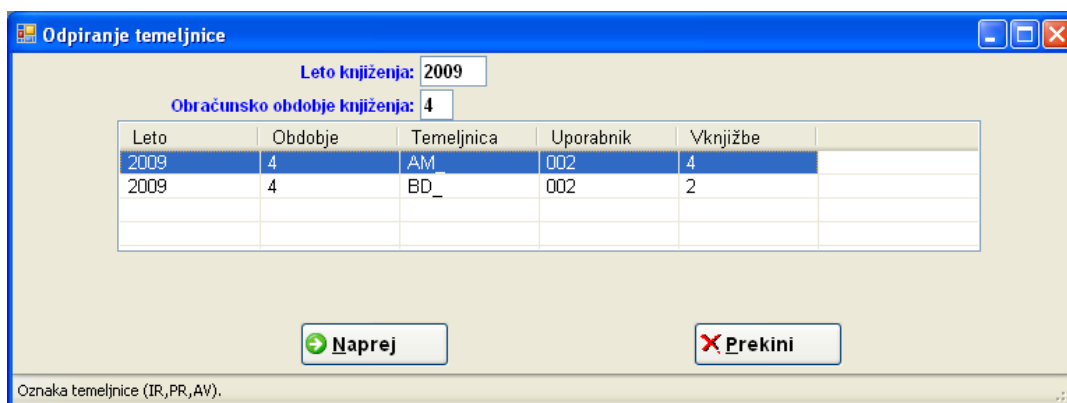 Odpiranje temeljnice
Leto knjiženja: 2009
Obračunsko obdobje knjiženja: 4
Leto Obdobje Temeljnica Uporabnik Vknjižbe
2009 4 AM_ 002 4
2009 4 BD_ 002 2
Naprej Prekini
Oznaka temeljnice (IR,PR,AV).